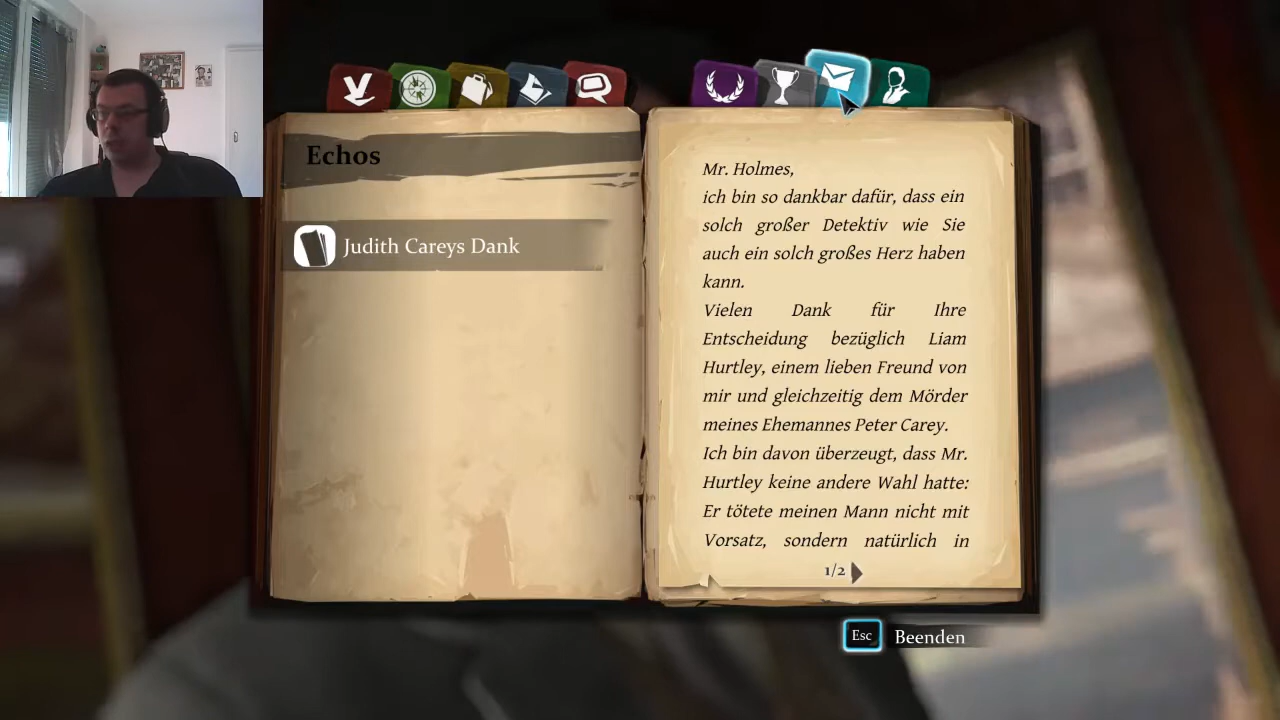 Echos
Judith Careys Dank
Mr. Holmes,
ich bin so dankbar dafür, dass ein
solch großer Detektiv wie Sie
auch ein solch großes Herz haben
kann.
Vielen Dank für Ihre
Entscheidung bezüglich Liam
Hurtley, einem lieben Freund von
mir und gleichzeitig dem Mörder
meines Ehemannes Peter Carey.
Ich bin davon überzeugt, dass Mr.
Hurtley keine andere Wahl hatte:
Er tötete meinen Mann nicht mit
Vorsatz, sondern natürlich in
1/2
Esc Beenden